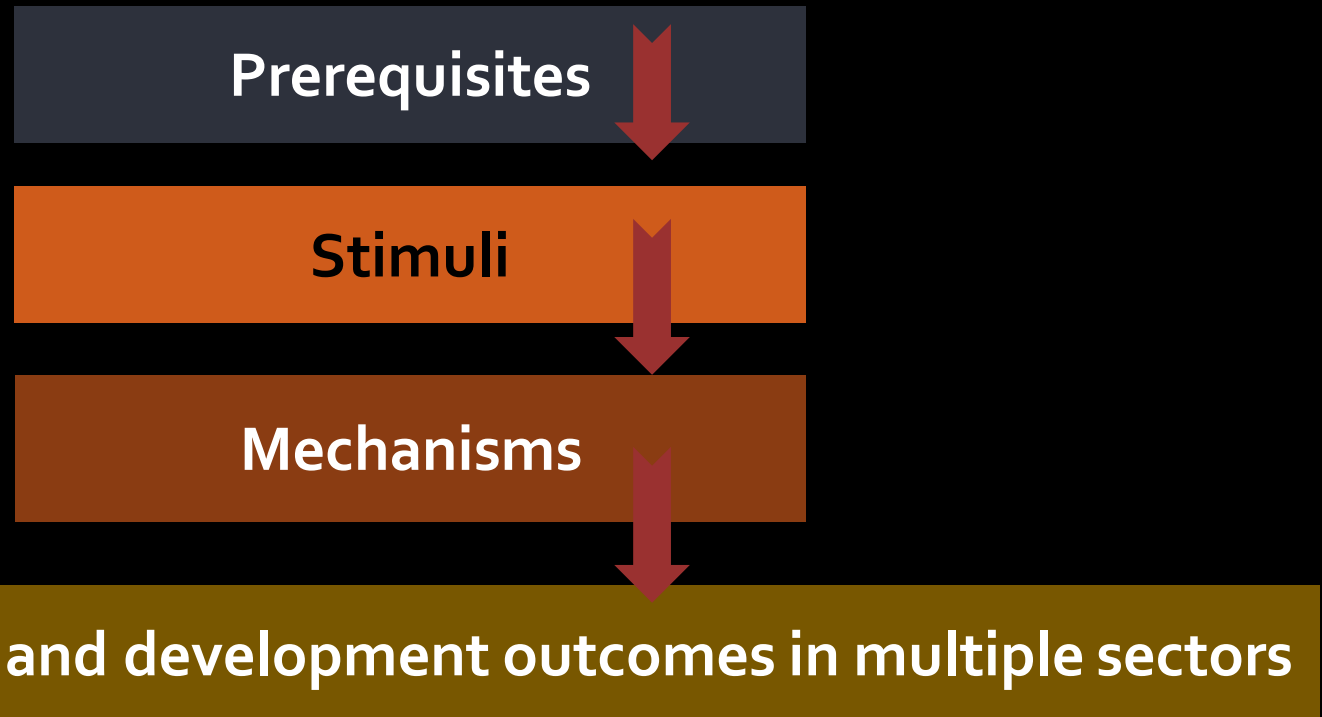 Prerequisites
Stimuli
Mechanisms
and development outcomes in multiple sectors